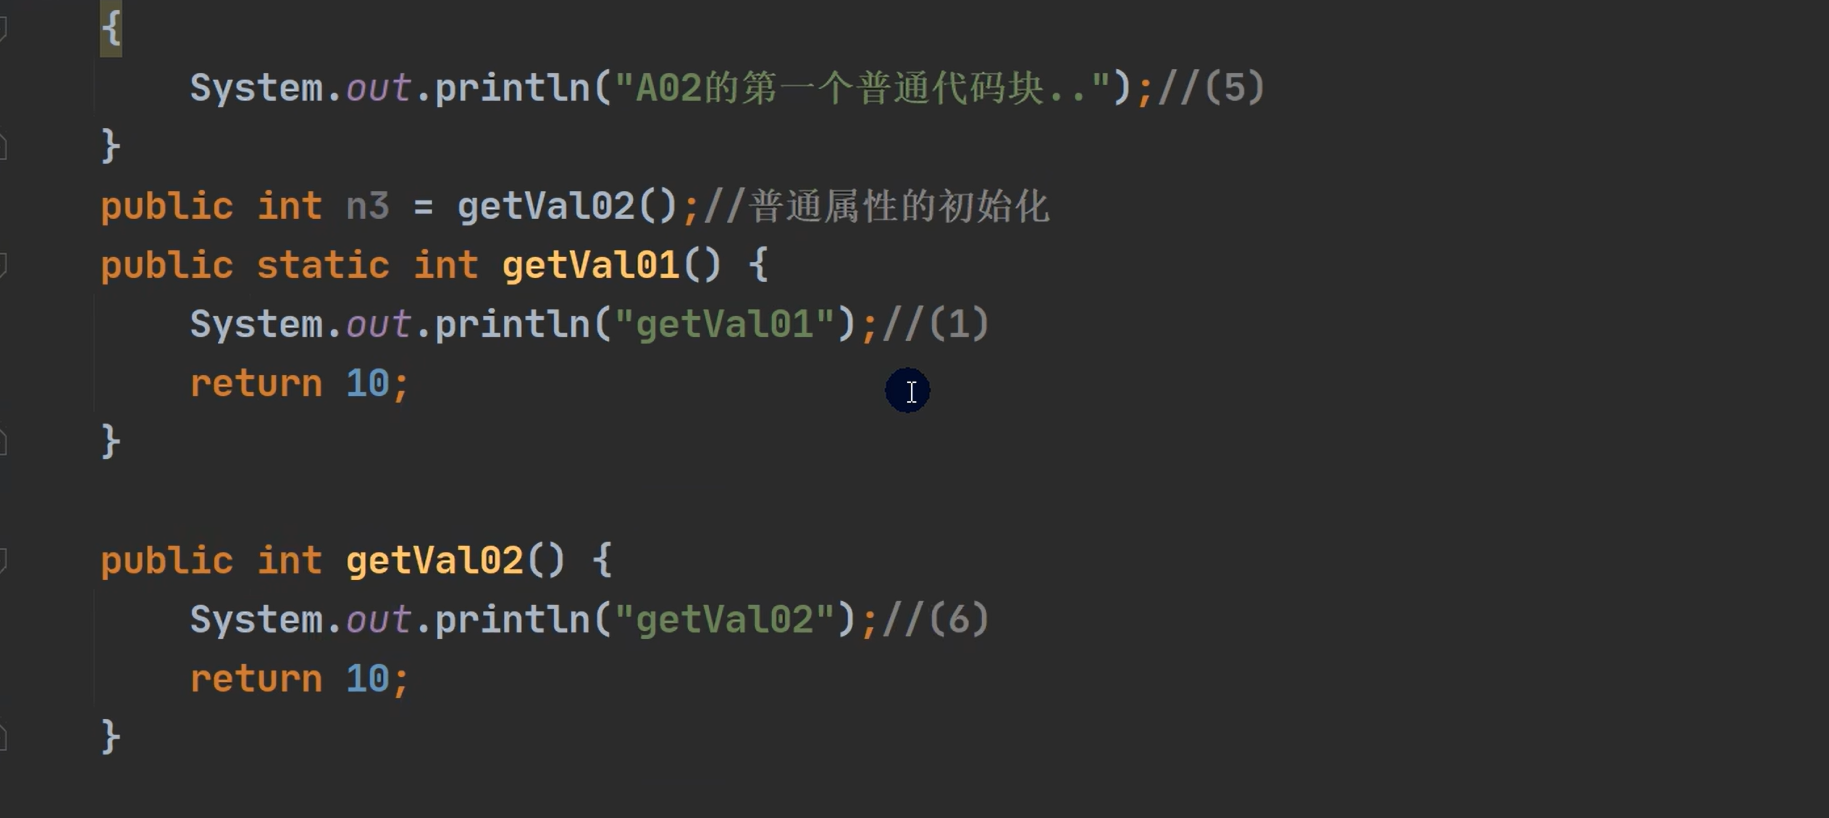 {
System.out.println("A02的第一个普通代码块..");//(5)
}
public int n3 = getVal02();//普通属性的初始化
public static int getVal01() {
System.out.println("getVal01");//(1)
return 10;
}
public int getVal02() {
System.out.println("getVal02");//(6)
return 10;
}